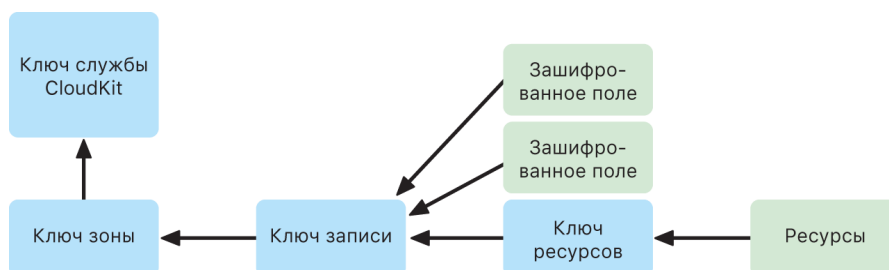 Ключ службы
CloudKit
Зашифро-
ванное поле
Зашифро-
ванное поле
Ключ зоны
Ключ записи
Ключ
ресурсов
Ресурсы